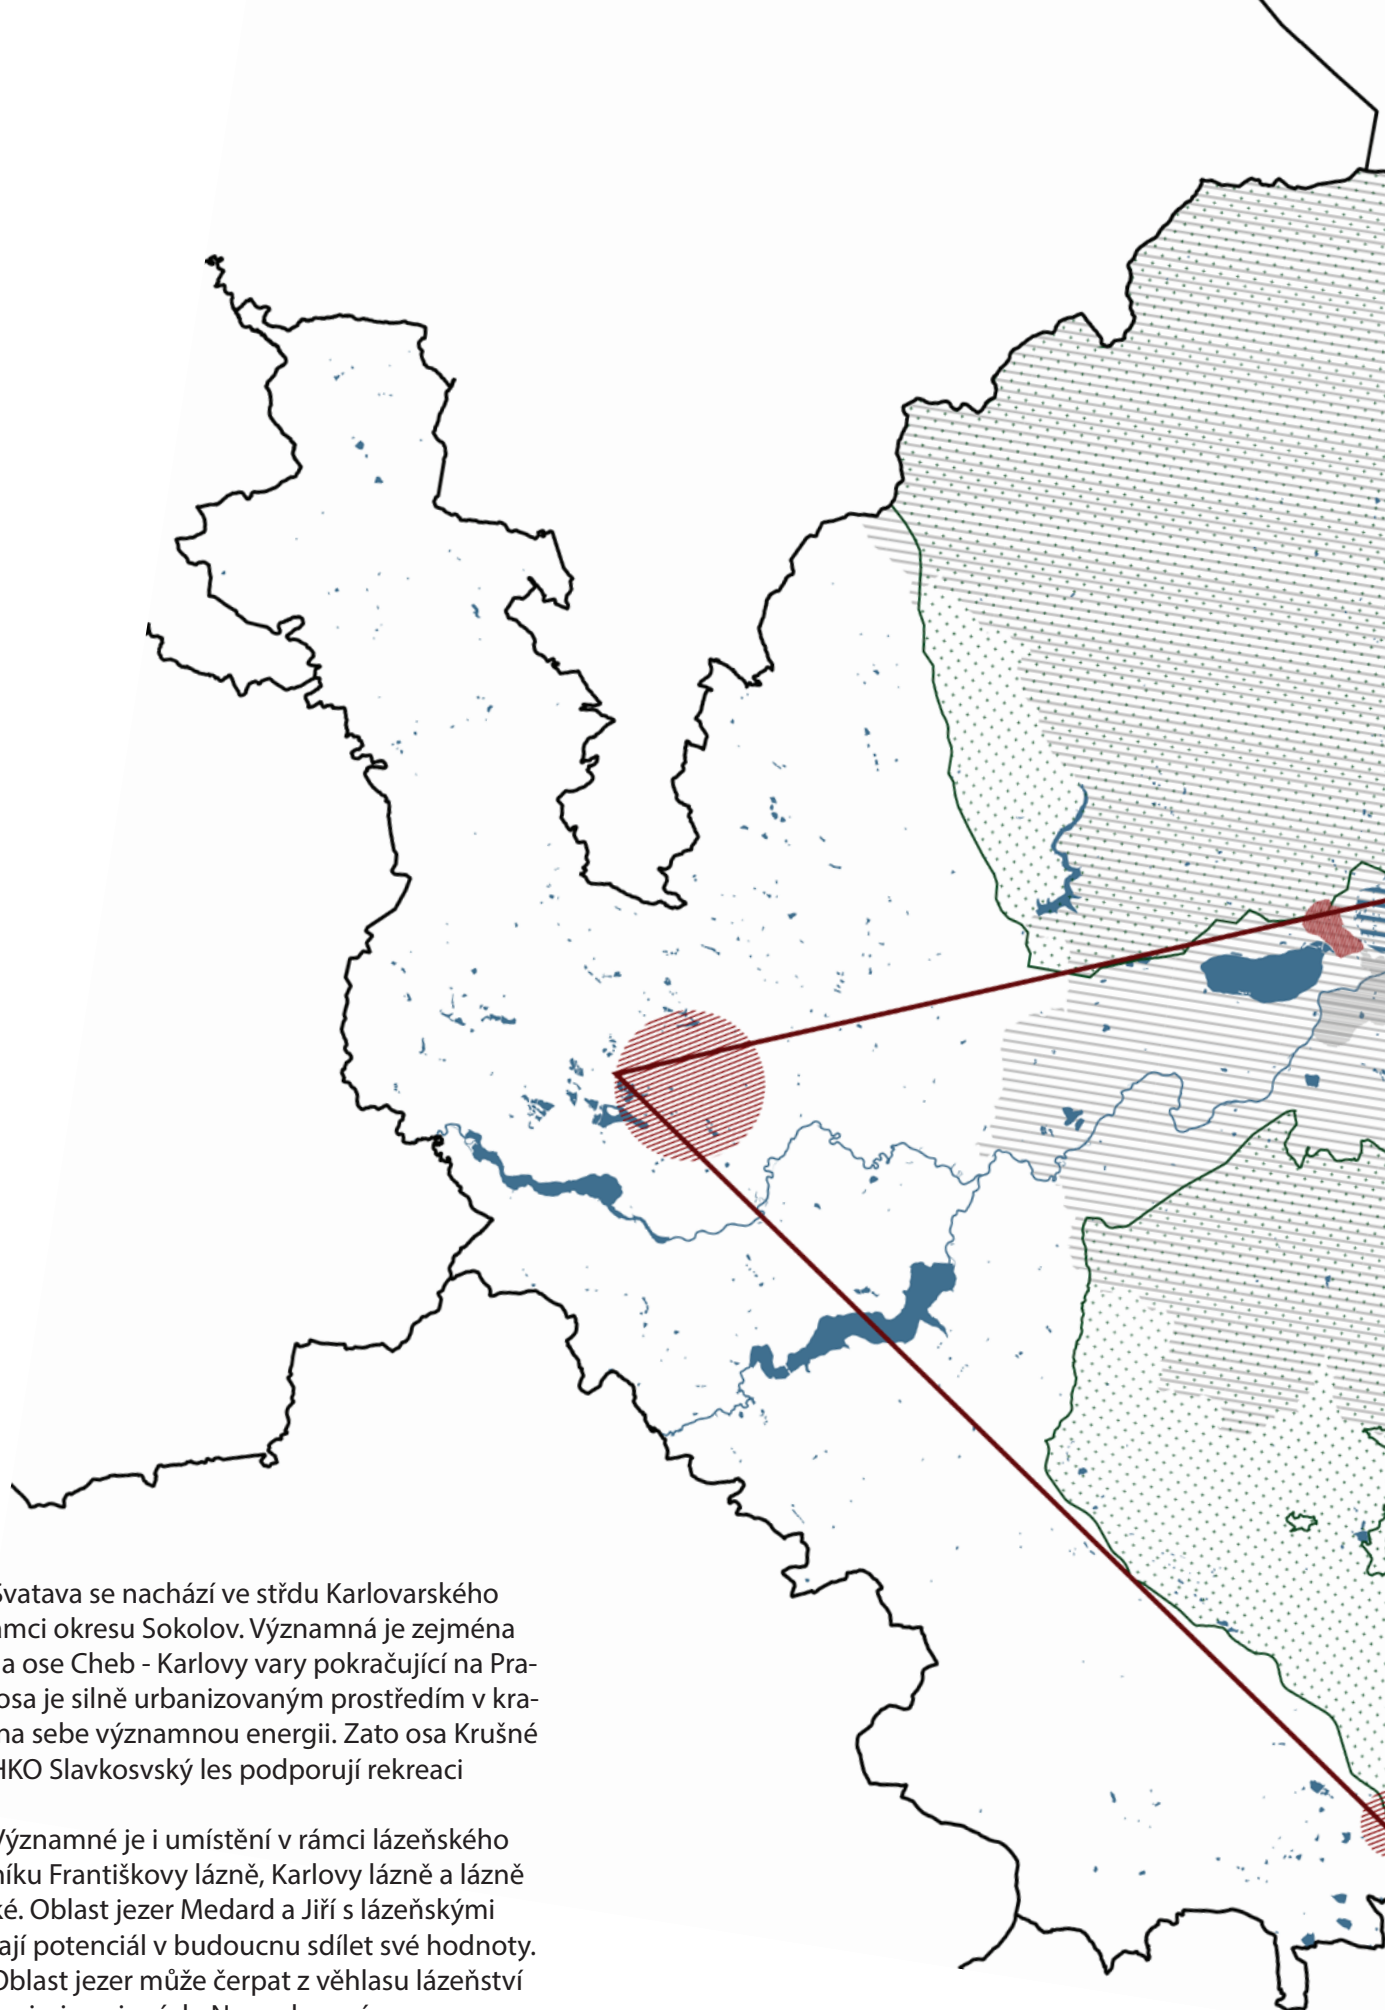 Svatava se nachází ve střdu Karlovarského
ámci okresu Sokolov. Významná je zejména
a ose Cheb - Karlovy vary pokračující na Pra-
osa je silně urbanizovaným prostředím v kra-
na sebe významnou energii. Zato osa Krušné
HKO Slavkosvský les podporují rekreaci
Významné je i umístění v rámci lázeňského
níku Františkovy lázně, Karlovy lázně a lázně
ké. Oblast jezer Medard a Jiří s lázeňskými
ají potenciál v budoucnu sdílet své hodnoty.
Oblast jezer může čerpat z věhlasu lázeňství